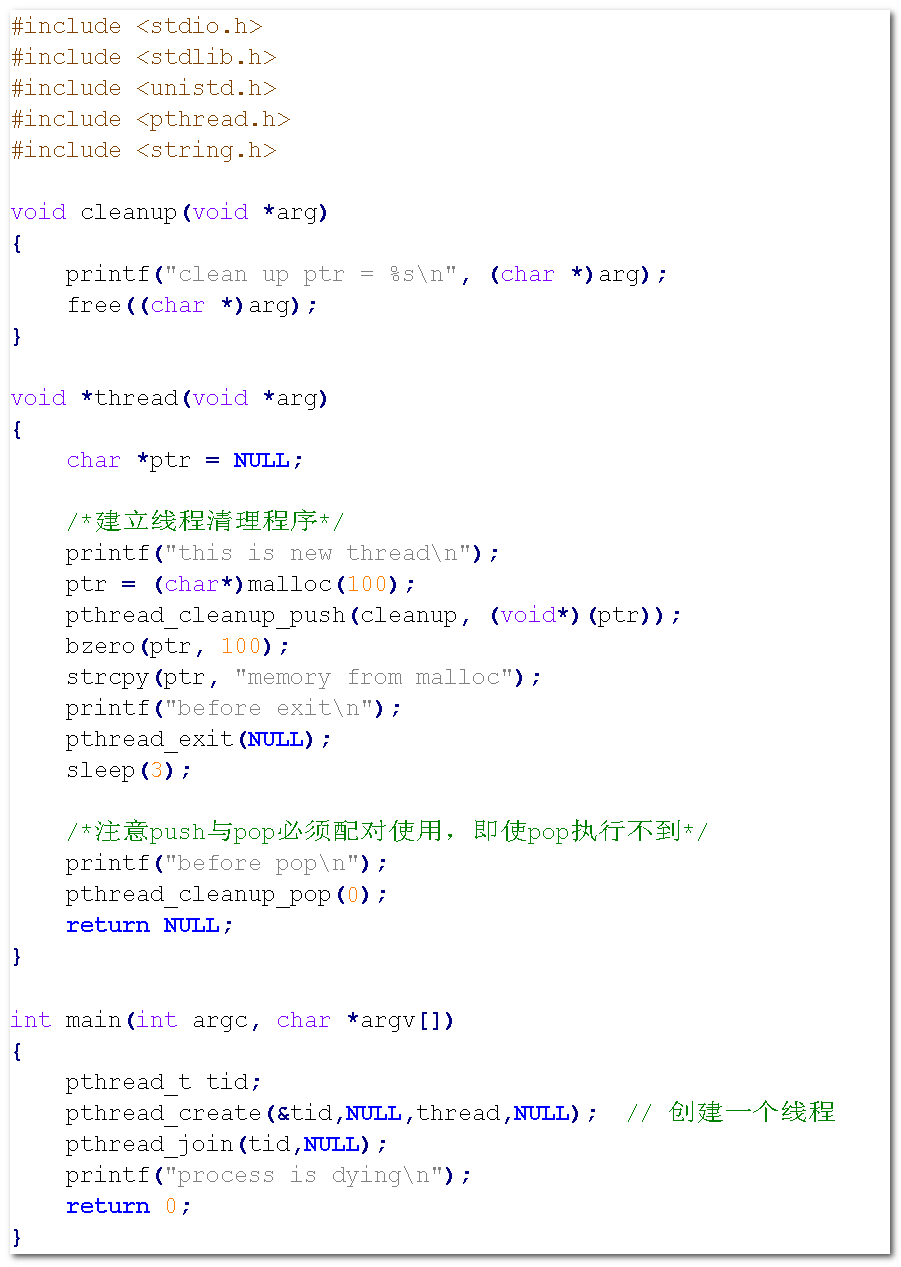 #include <stdio.h>
#include <stdlib.h>
#include <unistd.h>
#include <pthread.h>
#include <string.h>

void cleanup(void *arg)
{
    printf("clean up ptr = %s\n", (char *)arg);
    free((char *)arg);
}

void *thread(void *arg)
{
    char *ptr = NULL;

    /*建立线程清理程序*/
    printf("this is new thread\n");
    ptr = (char*)malloc(100);
    pthread_cleanup_push(cleanup, (void*)(ptr));
    bzero(ptr, 100);
    strcpy(ptr, "memory from malloc");
    printf("before exit\n");
    pthread_exit(NULL);
    sleep(3);

    /*注意push与pop必须配对使用，即使pop执行不到*/
    printf("before pop\n");
    pthread_cleanup_pop(0);
    return NULL;
}

int main(int argc, char *argv[])
{
    pthread_t tid;
    pthread_create(&tid,NULL,thread,NULL);  // 创建一个线程
    pthread_join(tid,NULL);
    printf("process is dying\n");
    return 0;
}